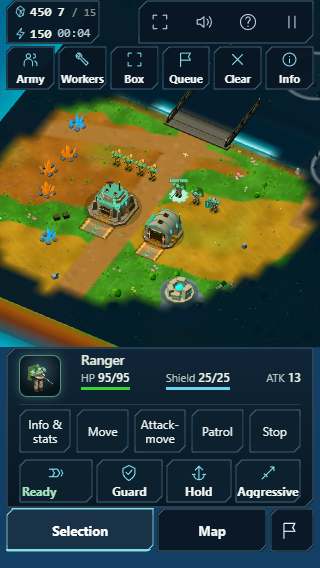 450 7 / 15
150 00:04
Army
Workers
Box
Queue
Clear
Info
Ranger
HP 95/95
Shield 25/25
ATK 13
Info & stats
Move
Attack-move
Patrol
Stop
Ready
Guard
Hold
Aggressive
Selection
Map